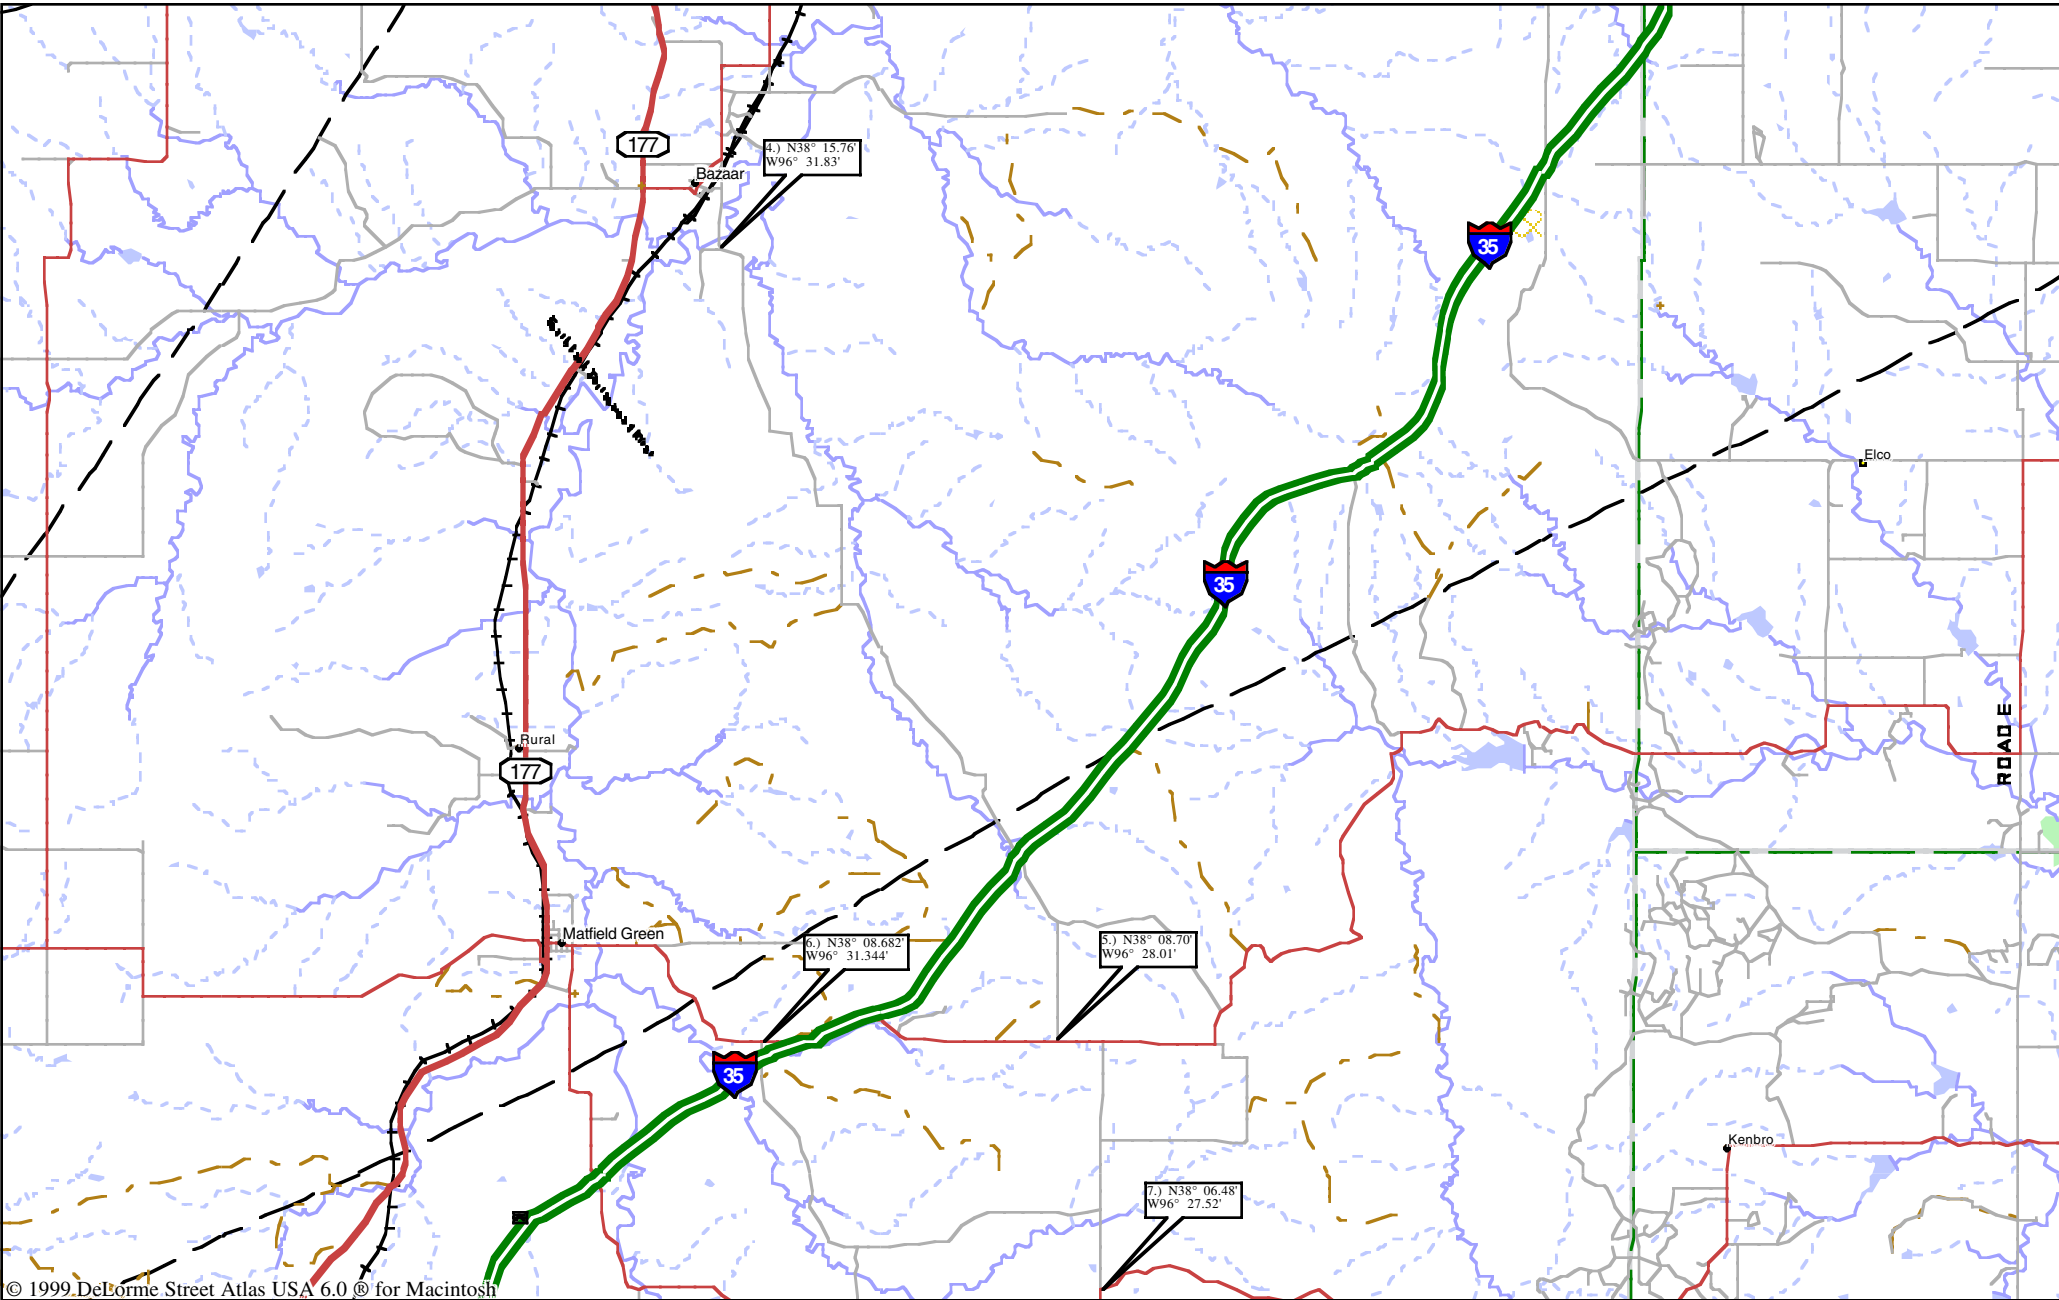 177
4.) N38° 15.76'
W96° 31.83'
Bazaar
35
Elco
35
ROAD E
Rural
177
Matfield Green
6.) N38° 08.682'
W96° 31.344'
5.) N38° 08.70'
W96° 28.01'
35
Kenbro
7.) N38° 06.48'
W96° 27.52'
© 1999 DeLorme Street Atlas USA 6.0 ® for Macintosh